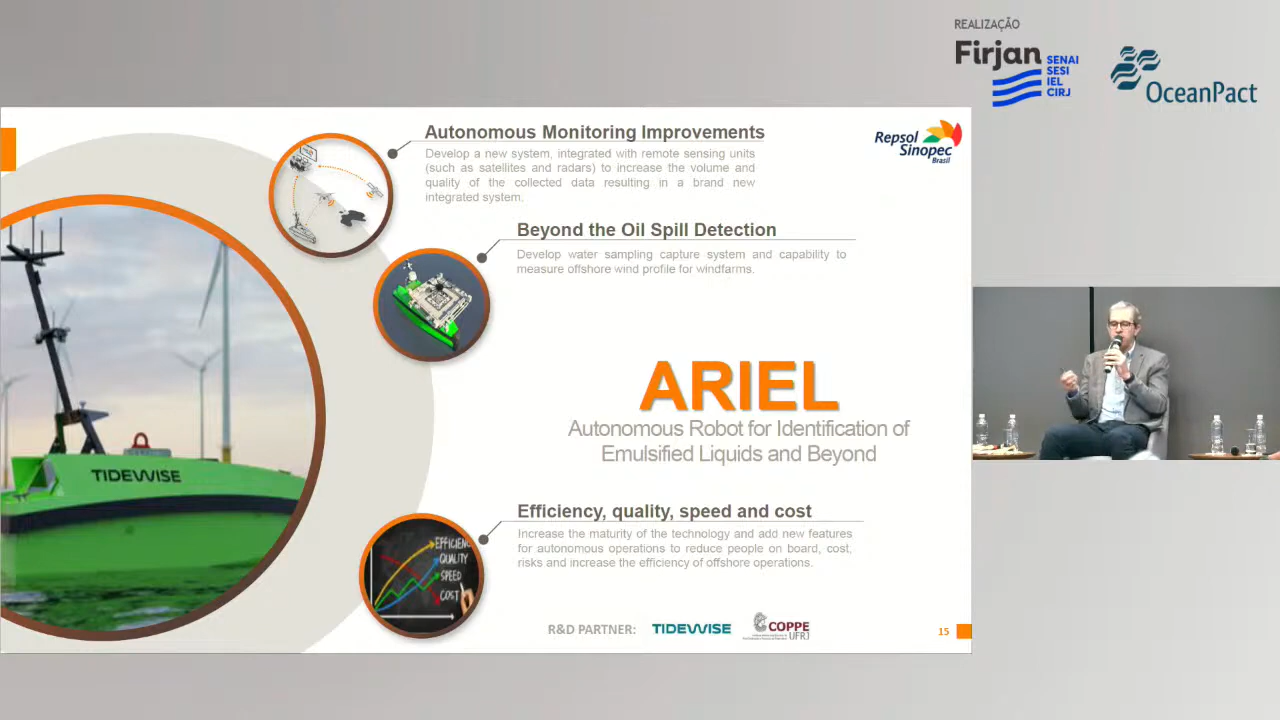 REALIZAÇÃO
Firjan
SENAI
SESI
IEL
CIRJ
OceanPact
Autonomous Monitoring Improvements
Develop a new system, integrated with remote sensing units
(such as satellites and radars) to increase the volume and
quality of the collected data resulting in a brand new
integrated system.
Repsol
Sinopec
Brasil
Beyond the Oil Spill Detection
Develop water sampling capture system and capability to
measure offshore wind profile for windfarms.
ARIEL
Autonomous Robot for Identification of
Emulsified Liquids and Beyond
TIDEWISE
Efficiency, quality, speed and cost
Increase the maturity of the technology and add new features
for autonomous operations to reduce people on board, cost,
risks and increase the efficiency of offshore operations.
EFFICIENC
QUALITY
SPEED
COST
R&D PARTNER:
TIDEWISE
COPPE
UFRJ
15